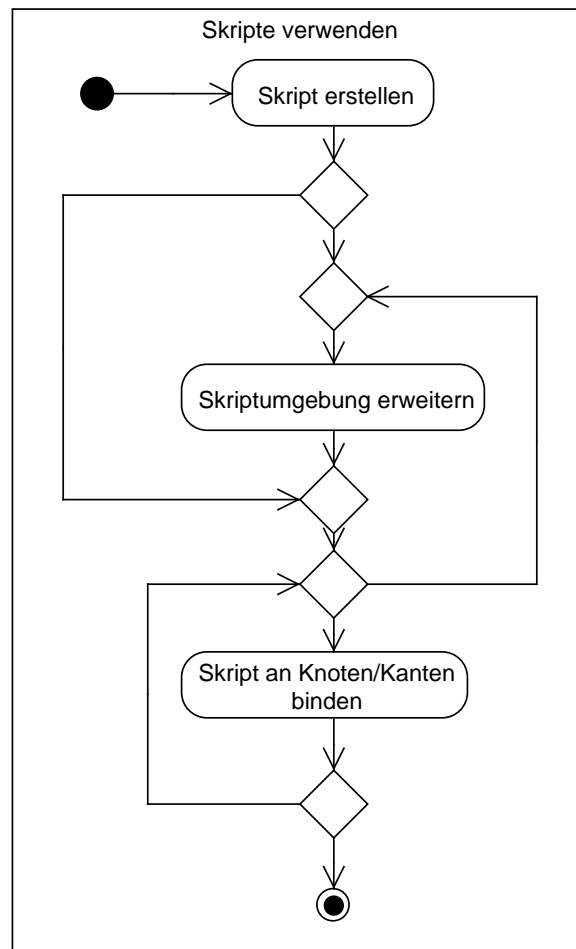 Skripte verwenden
Skript erstellen
Skriptumgebung erweitern
Skript an Knoten/Kanten
binden